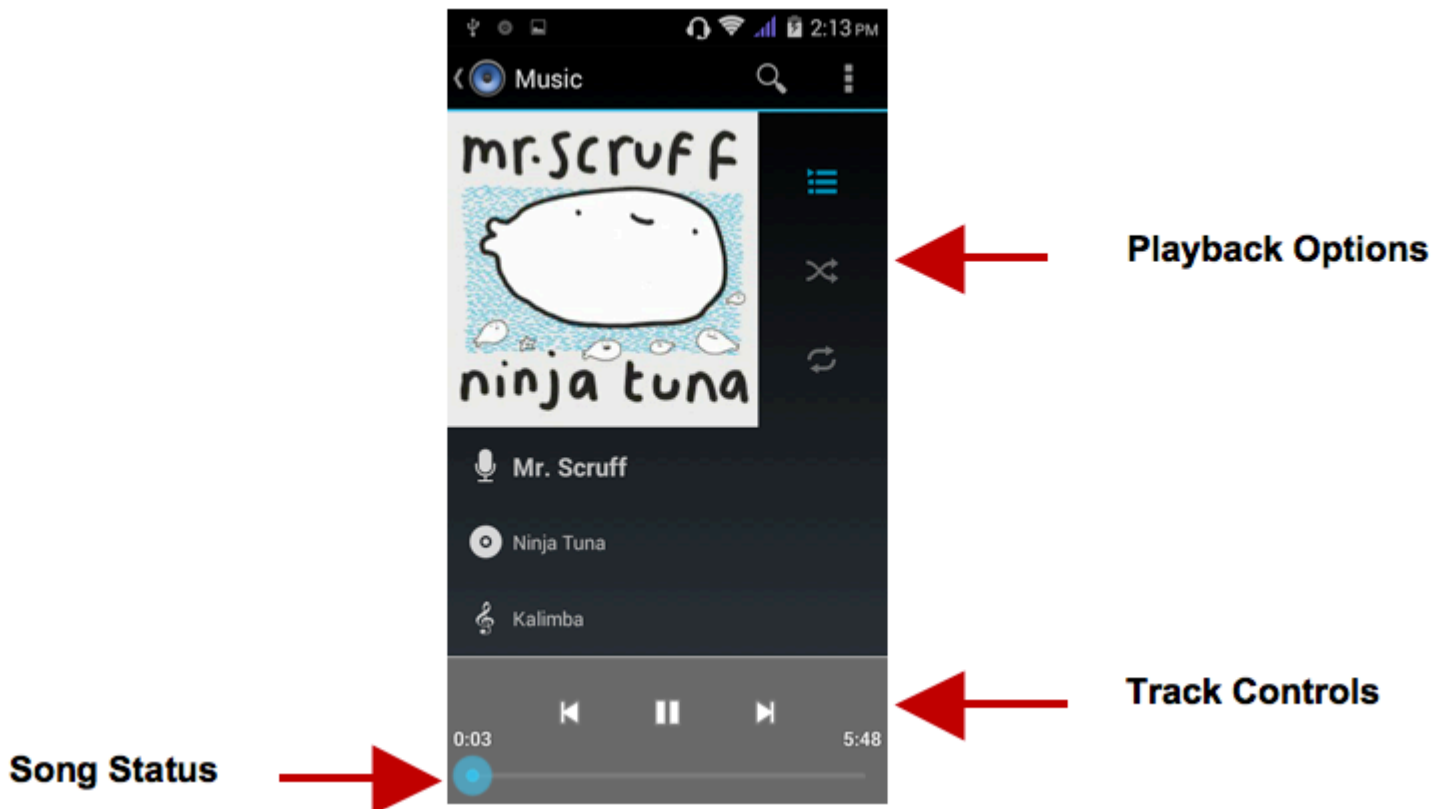 2:13 PM
Music
mr.scruff
ninja tuna
Playback Options
Mr. Scruff
Ninja Tuna
Kalimba
Track Controls
0:03
5:48
Song Status